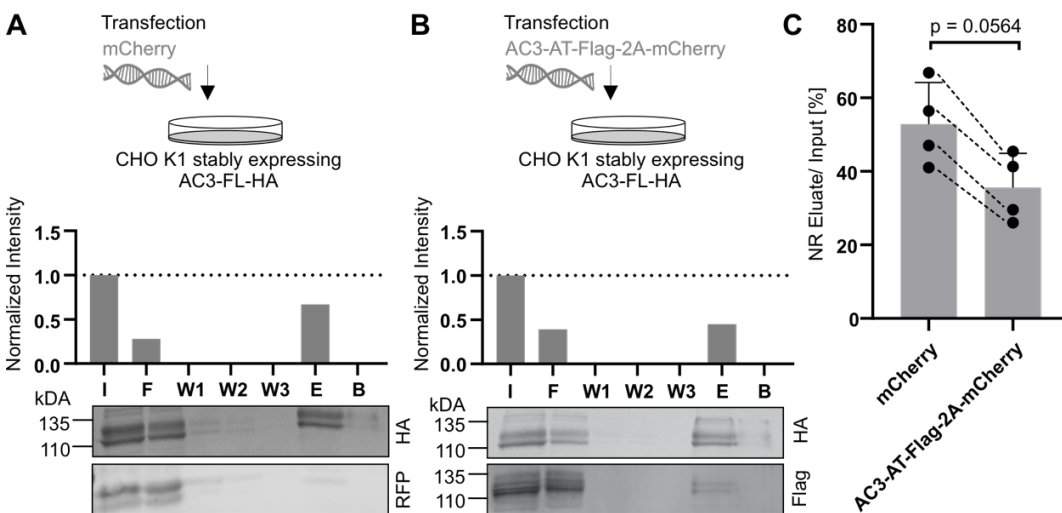 A
Transfection
mCherry
CHO K1 stably expressing
AC3-FL-HA
Normalized Intensity
1.5
1.0
0.5
0.0
I F W1 W2 W3 E B
kDA
135
110
HA
RFP
B
Transfection
AC3-AT-Flag-2A-mCherry
CHO K1 stably expressing
AC3-FL-HA
Normalized Intensity
1.5
1.0
0.5
0.0
I F W1 W2 W3 E B
kDA
135
110
HA
135
110
Flag
C
p = 0.0564
NR Eluate/ Input [%]
80
60
40
20
0
mCherry
AC3-AT-Flag-2A-mCherry